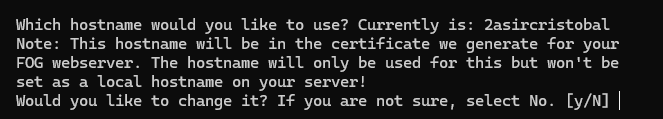 Which hostname would you like to use? Currently is: 2asircristobal
Note: This hostname will be in the certificate we generate for your
FOG webserver. The hostname will only be used for this but won't be
set as a local hostname on your server!
Would you like to change it? If you are not sure, select No. [y/N]